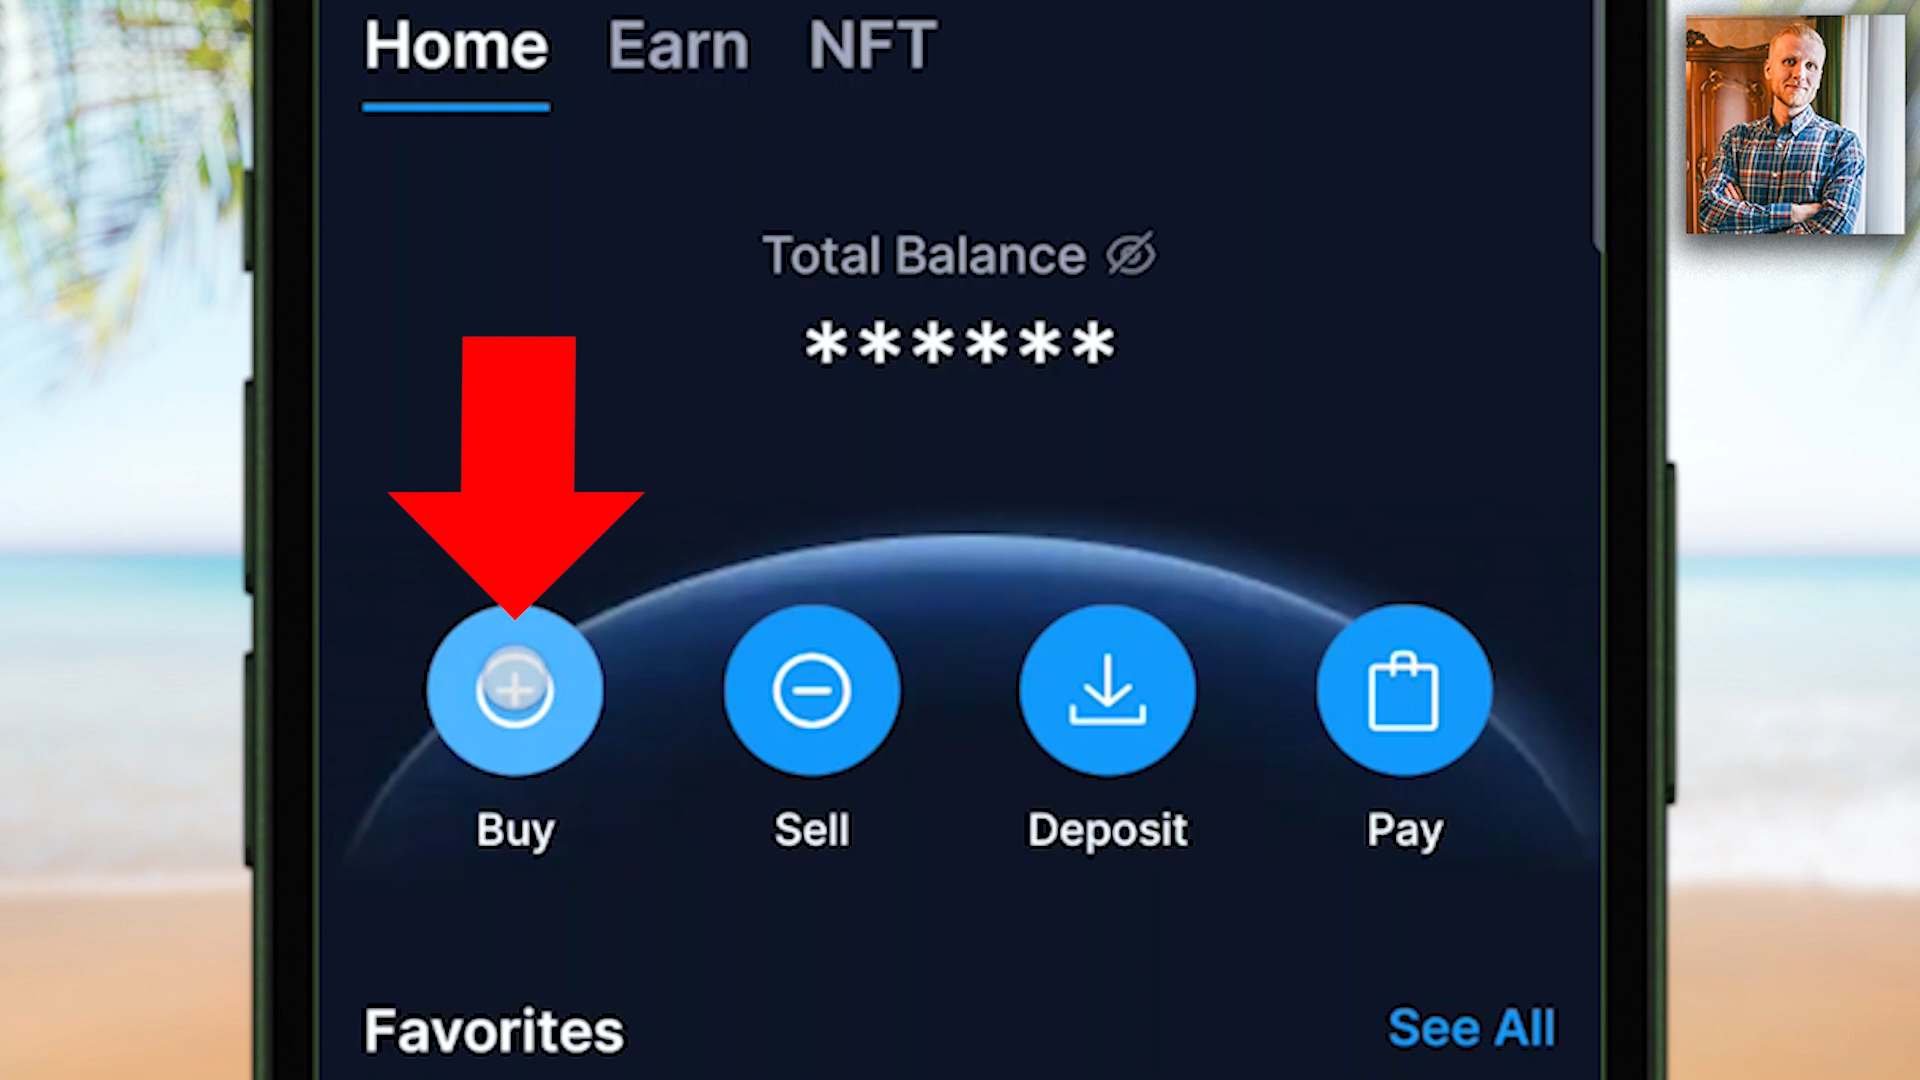 Home Earn NFT
Total Balance
******
Buy Sell Deposit Pay
Favorites See All